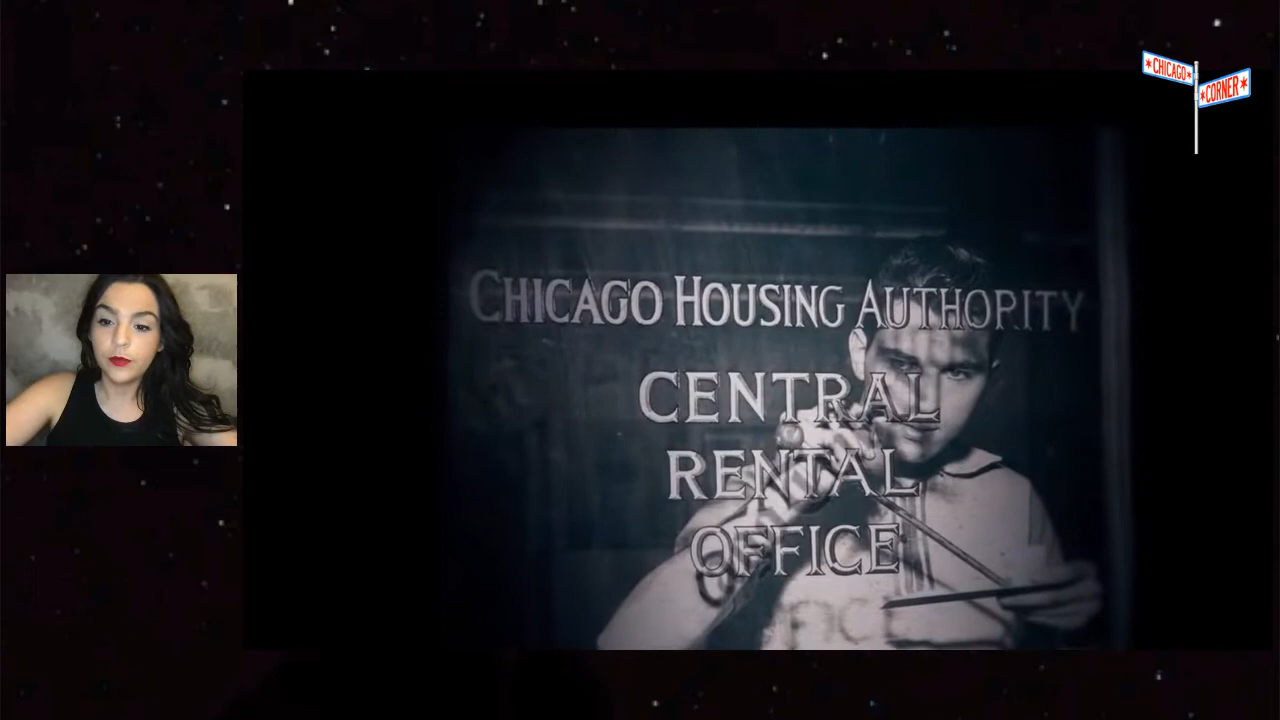 *CHICAGO*
*CORNER*
CHICAGO HOUSING AUTHORITY
CENTRAL
RENTAL
OFFICE